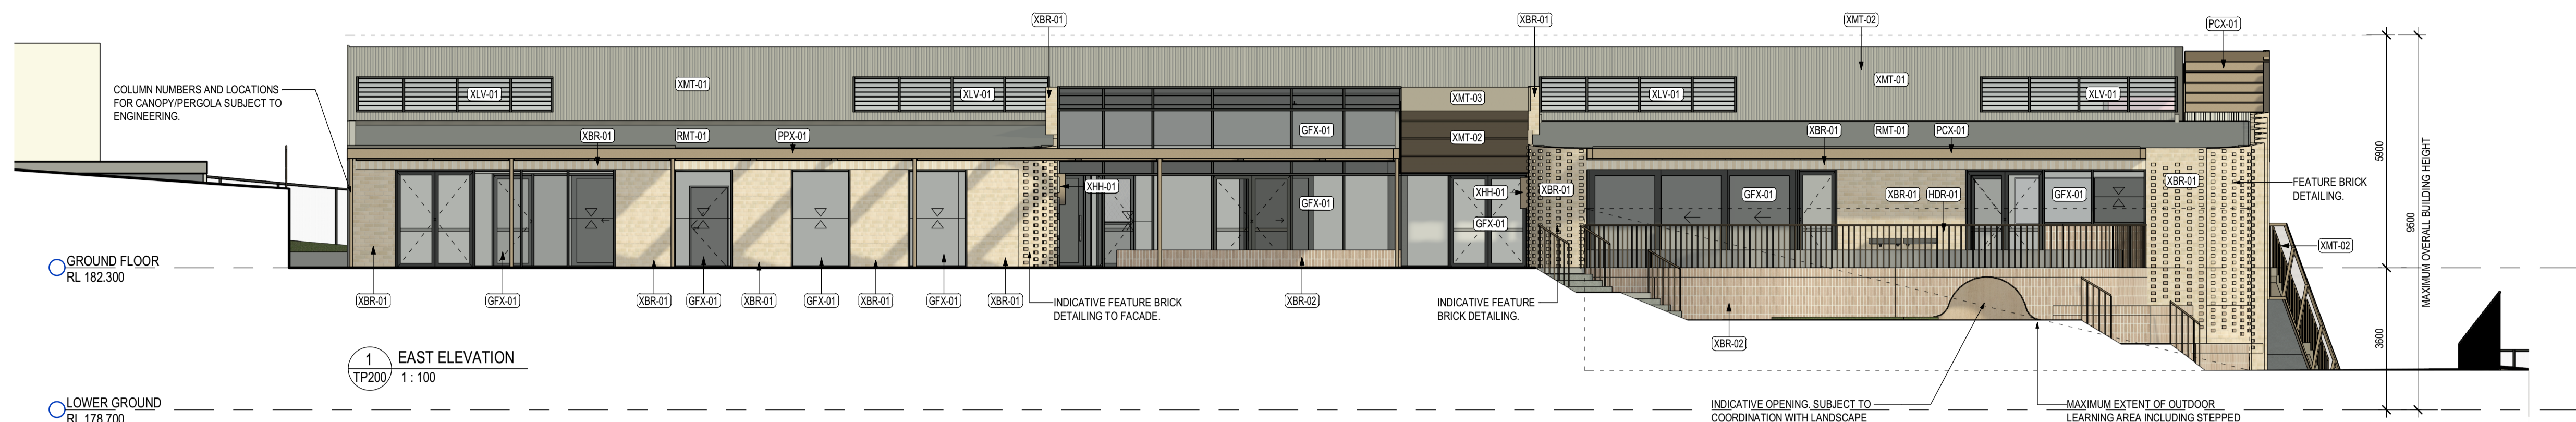 XBR-01
XBR-01
XMT-02
PCX-01
COLUMN NUMBERS AND LOCATIONS
FOR CANOPY/PERGOLA SUBJECT TO
ENGINEERING.
XLV-01
XMT-01
XLV-01
XMT-03
XLV-01
XMT-01
XLV-01
XBR-01
RMT-01
PPX-01
GFX-01
XMT-02
XBR-01
RMT-01
PCX-01
5900
9500
MAXIMUM OVERALL BUILDING HEIGHT
XHH-01
GFX-01
XHH-01
XBR-01
GFX-01
GFX-01
XBR-01
HDR-01
GFX-01
XBR-01
FEATURE BRICK
DETAILING.
XMT-02
GROUND FLOOR
RL 182.300
XBR-01
GFX-01
XBR-01
GFX-01
XBR-01
GFX-01
XBR-01
GFX-01
XBR-01
INDICATIVE FEATURE BRICK
DETAILING TO FACADE.
XBR-02
INDICATIVE FEATURE
BRICK DETAILING.
XBR-02
3600
1
TP200
EAST ELEVATION
1 : 100
LOWER GROUND
RL 178.700
INDICATIVE OPENING. SUBJECT TO
COORDINATION WITH LANDSCAPE
MAXIMUM EXTENT OF OUTDOOR
LEARNING AREA INCLUDING STEPPED